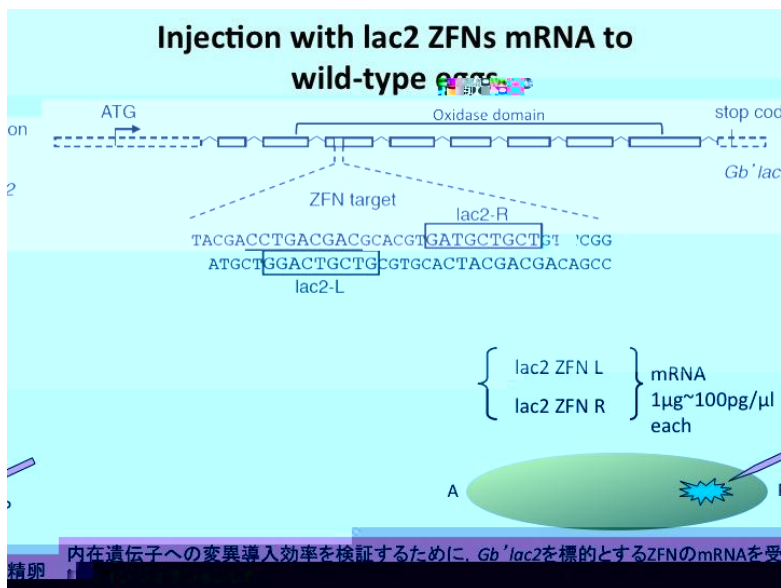 Injection with lac2 ZFNs mRNA to
wild-type eggs
ATG
Oxidase domain
stop cod
on
2
Gb'lac
ZFN target
lac2-R
TACGACCTGACGACGCACGTGATGCTGCTGT CGG
ATGCTGGACTGCTGCGTGCACTACGACGACAGCC
lac2-L
lac2 ZFN L
lac2 ZFN R
mRNA
1µg~100pg/µl
each
A
内在遺伝子への変異導入効率を検証するために, Gb'lac2を標的とするZFNのmRNAを受
精卵